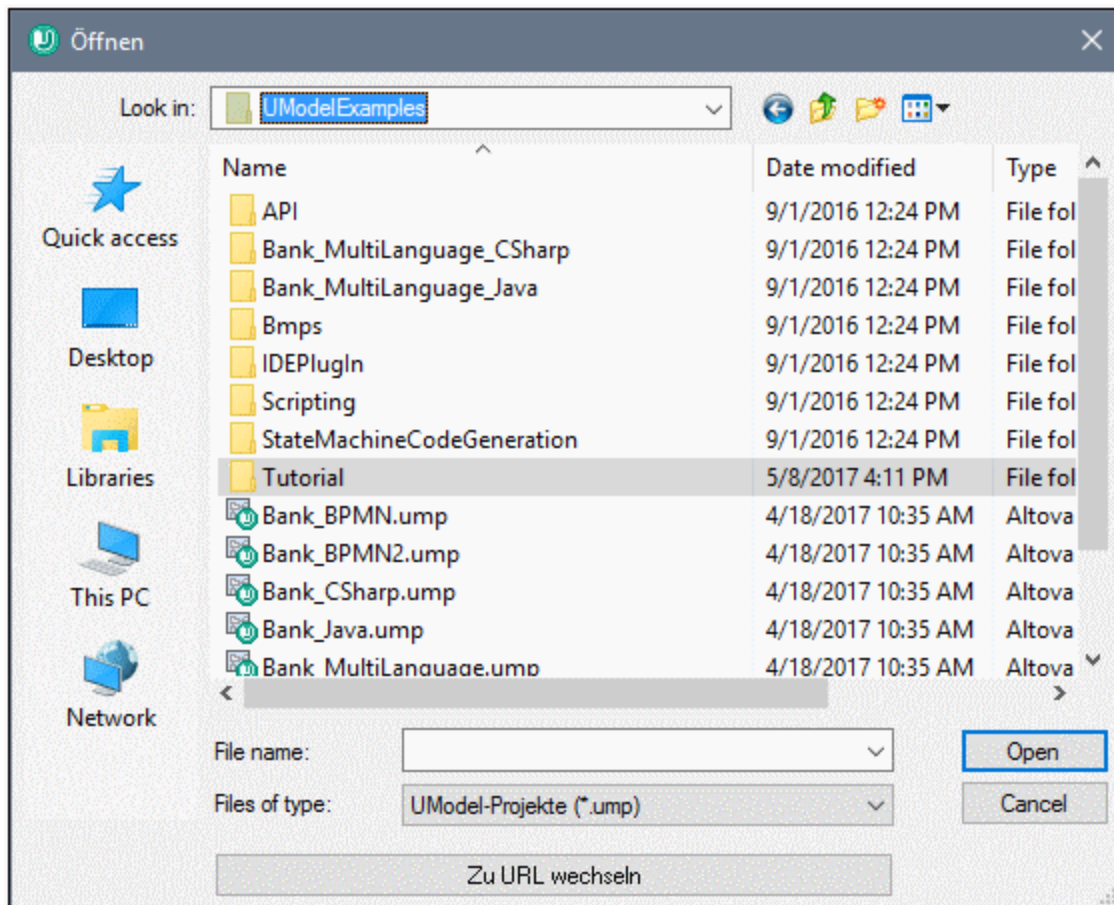 Öffnen
Look in: UModelExamples
Name Date modified Type
API 9/1/2016 12:24 PM File fol
Bank_MultiLanguage_CSharp 9/1/2016 12:24 PM File fol
Bank_MultiLanguage_Java 9/1/2016 12:24 PM File fol
Bmps 9/1/2016 12:24 PM File fol
IDEPlugIn 9/1/2016 12:24 PM File fol
Scripting 9/1/2016 12:24 PM File fol
StateMachineCodeGeneration 9/1/2016 12:24 PM File fol
Tutorial 5/8/2017 4:11 PM File fol
Bank_BPMN.ump 4/18/2017 10:35 AM Altova
Bank_BPMN2.ump 4/18/2017 10:35 AM Altova
Bank_CSharp.ump 4/18/2017 10:35 AM Altova
Bank_Java.ump 4/18/2017 10:35 AM Altova
Bank_MultiLanguage.ump 4/18/2017 10:35 AM Altova
Quick access
Desktop
Libraries
This PC
Network
File name: Open
Files of type: UModel-Projekte (*.ump) Cancel
Zu URL wechseln